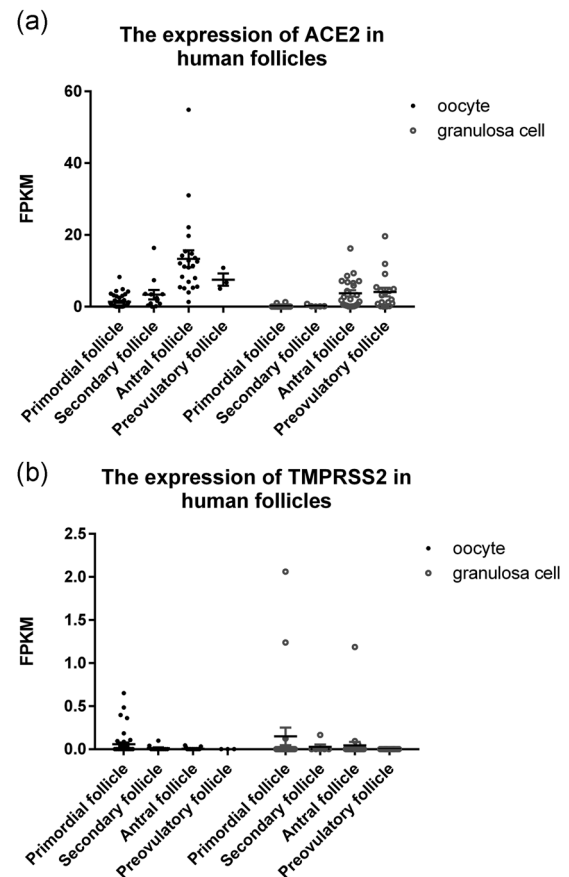 (a)
The expression of ACE2 in
human follicles
60
40
20
0
FPKM
oocyte
granulosa cell
Primordial follicle
Secondary follicle
Antral follicle
Preovulatory follicle
Primordial follicle
Secondary follicle
Antral follicle
Preovulatory follicle
(b)
The expression of TMPRSS2 in
human follicles
2.5
2.0
1.5
1.0
0.5
0.0
FPKM
oocyte
granulosa cell
Primordial follicle
Secondary follicle
Antral follicle
Preovulatory follicle
Primordial follicle
Secondary follicle
Antral follicle
Preovulatory follicle